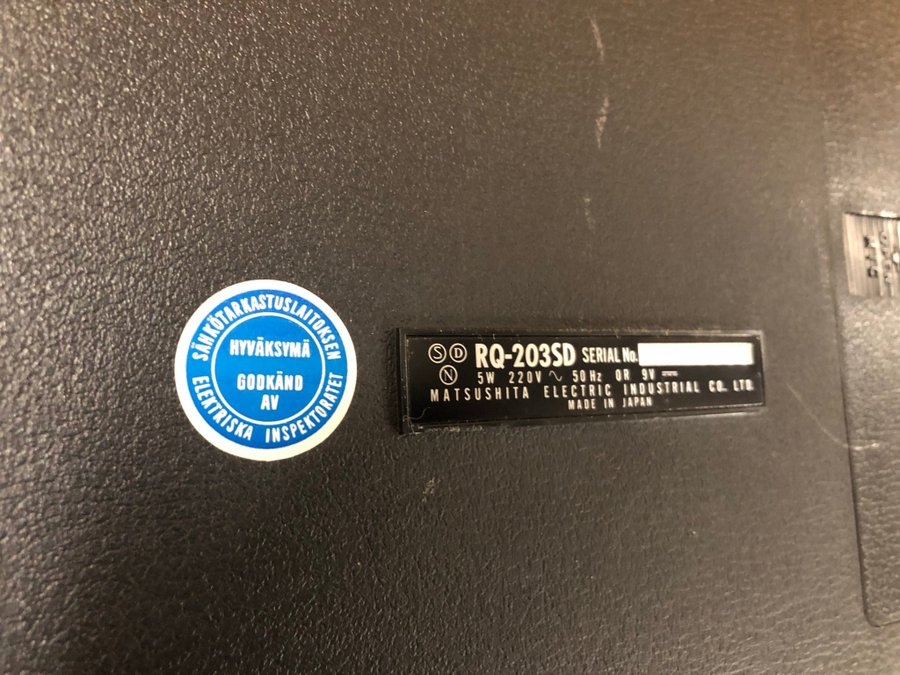 SÄHKÖTARKASTUSLAITOKSEN
HYVÄKSYMÄ
GODKÄND
AV
ELEKTRISKA INSPEKTORATET
S D RQ-203SD SERIAL No.
N 5W 220V ~ 50Hz OR 9V
MATSUSHITA ELECTRIC INDUSTRIAL CO. LTD.
MADE IN JAPAN